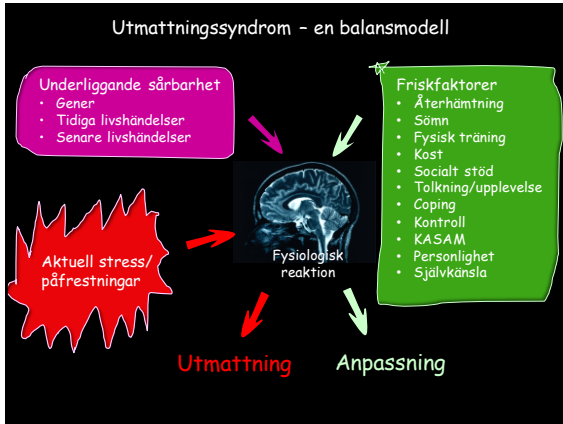 Utmattningssyndrom – en balansmodell
Underliggande sårbarhet
• Gener
• Tidiga livshändelser
• Senare livshändelser
Friskfaktorer
• Återhämtning
• Sömn
• Fysisk träning
• Kost
• Socialt stöd
• Tolkning/upplevelse
• Coping
• Kontroll
• KASAM
• Personlighet
• Självkänsla
Aktuell stress/
påfrestningar
Fysiologisk
reaktion
Utmattning
Anpassning